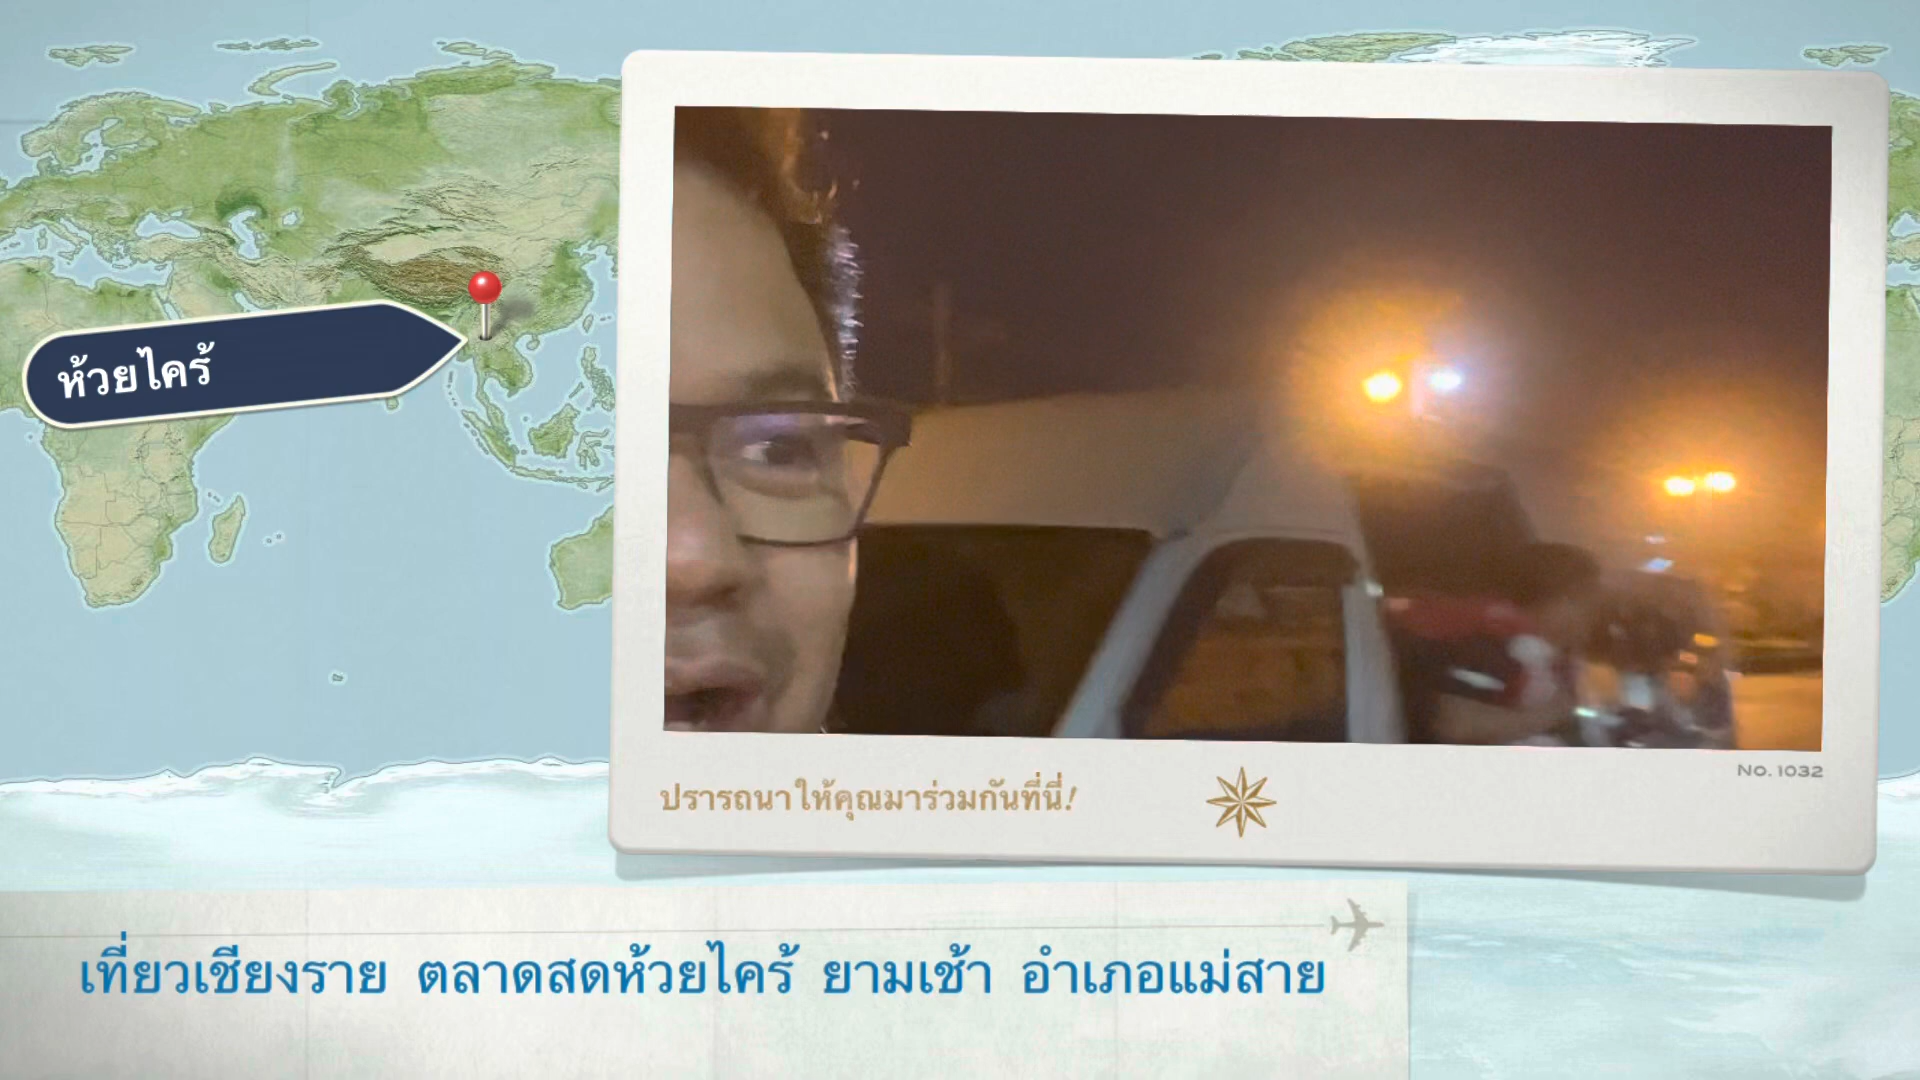 ห้วยไคร้
NO. 1032
ปรารถนาให้คุณมาร่วมกันที่นี่!
เที่ยวเชียงราย ตลาดสดห้วยไคร้ ยามเช้า อำเภอแม่สาย